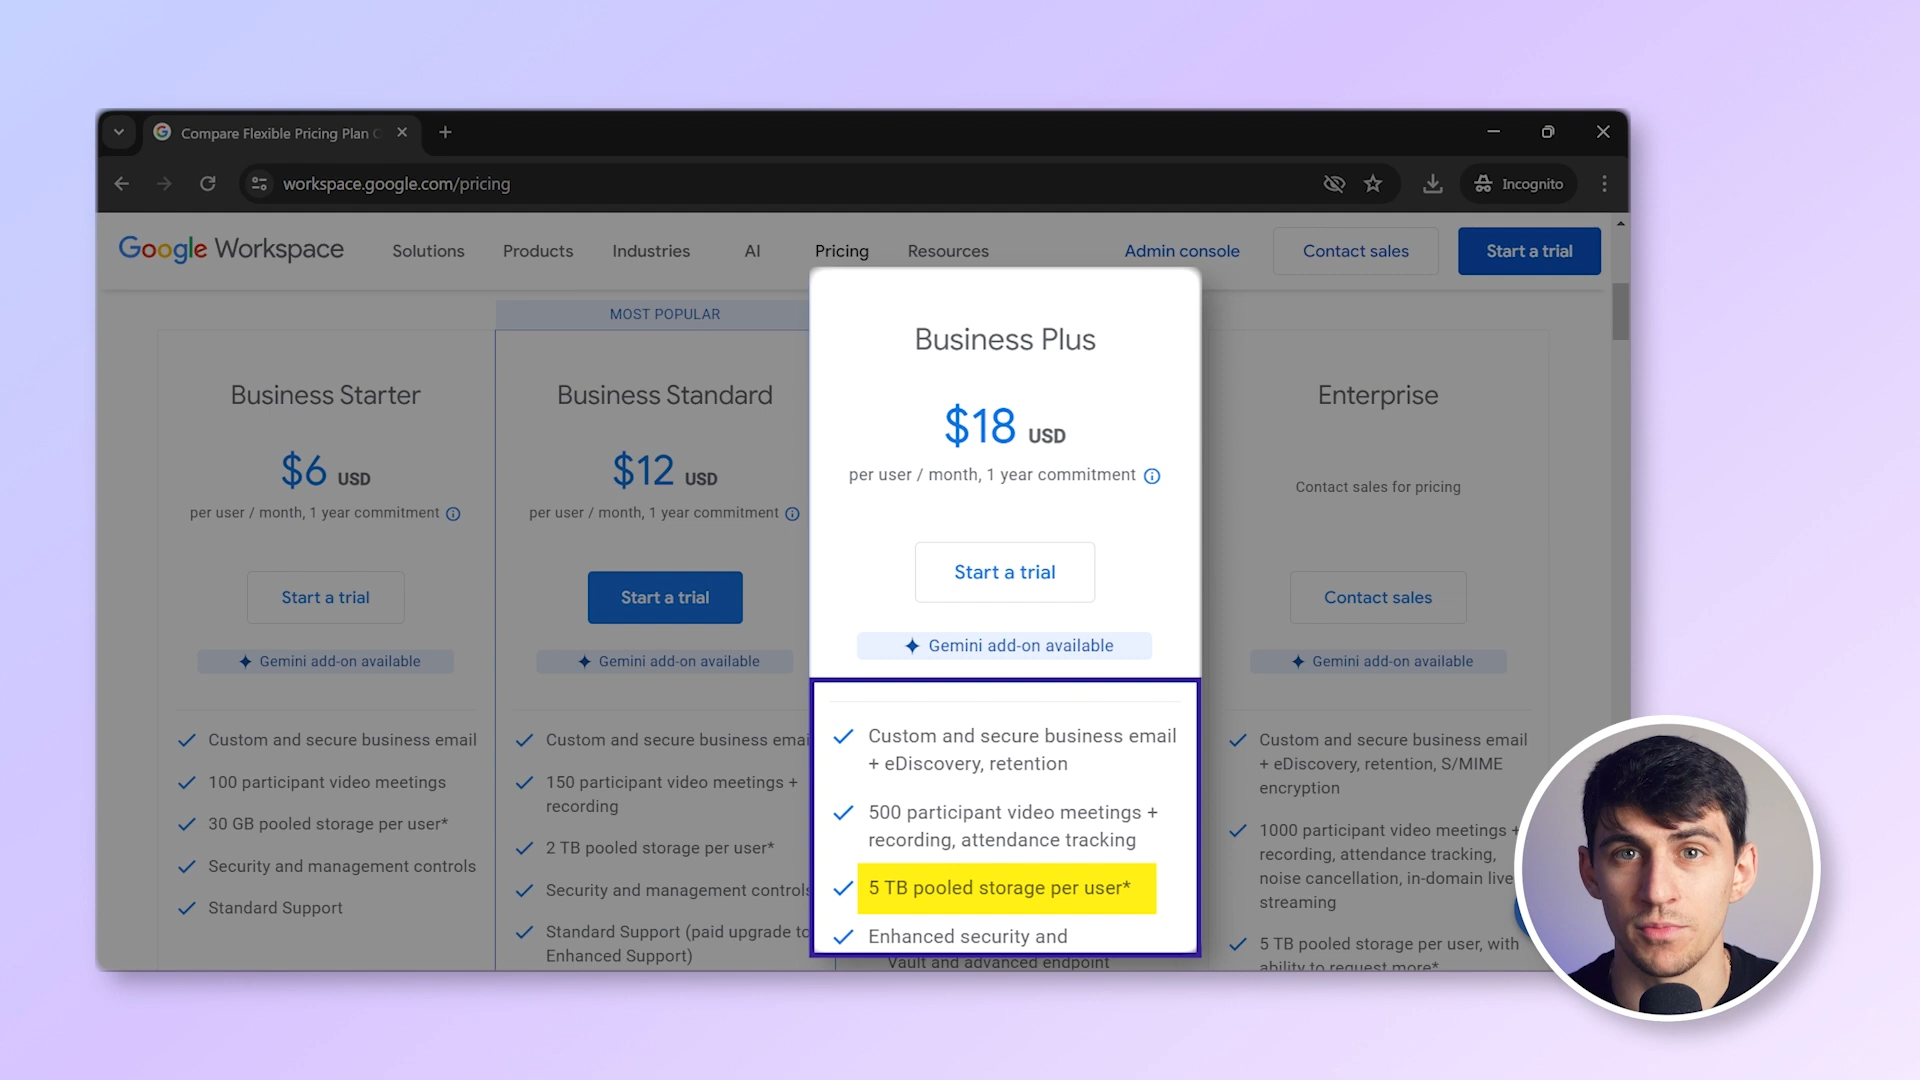 Compare Flexible Pricing Plan
workspace.google.com/pricing
Incognito
Google Workspace
Solutions
Products
Industries
AI
Pricing
Resources
Admin console
Contact sales
Start a trial
Business Starter
$6 USD
per user / month, 1 year commitment
Start a trial
Gemini add-on available
Custom and secure business email
100 participant video meetings
30 GB pooled storage per user*
Security and management controls
Standard Support
MOST POPULAR
Business Standard
$12 USD
per user / month, 1 year commitment
Start a trial
Gemini add-on available
Custom and secure business
150 participant video meetings +
recording
2 TB pooled storage per user*
Security and management controls
Standard Support (paid upgrade to
Enhanced Support)
Business Plus
$18 USD
per user / month, 1 year commitment
Start a trial
Gemini add-on available
Custom and secure business email
+ eDiscovery, retention
500 participant video meetings +
recording, attendance tracking
5 TB pooled storage per user*
Enhanced security and
Vault and advanced endpoint
Enterprise
Contact sales for pricing
Contact sales
Gemini add-on available
Custom and secure business email
+ eDiscovery, retention, S/MIME
encryption
1000 participant video meetings +
recording, attendance tracking,
noise cancellation, in-domain live
streaming
5 TB pooled storage per user, with
ability to request more*